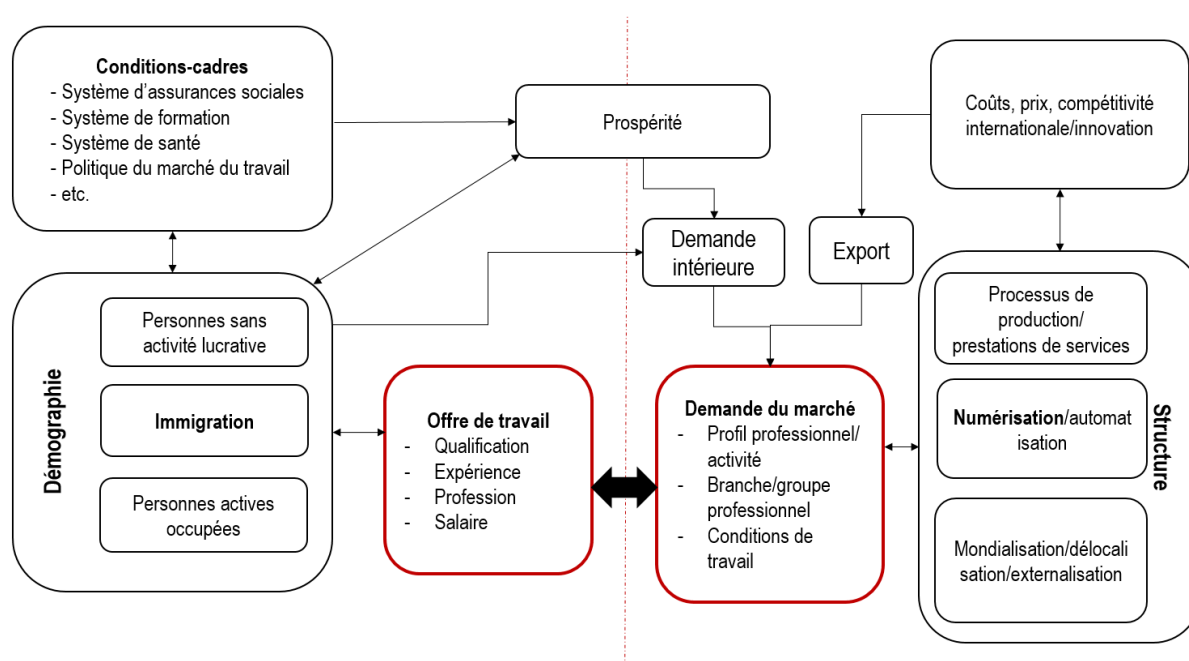 Conditions-cadres
- Système d'assurances sociales
- Système de formation
- Système de santé
- Politique du marché du travail
- etc.
Prospérité
Coûts, prix, compétitivité
internationale/innovation
Demande
intérieure
Export
Démographie
Personnes sans
activité lucrative
Immigration
Personnes actives
occupées
Offre de travail
- Qualification
- Expérience
- Profession
- Salaire
Demande du marché
- Profil professionnel/
activité
- Branche/groupe
professionnel
- Conditions de
travail
Processus de
production/
prestations de services
Numérisation/automat
isation
Mondialisation/délocali
sation/externalisation
Structure